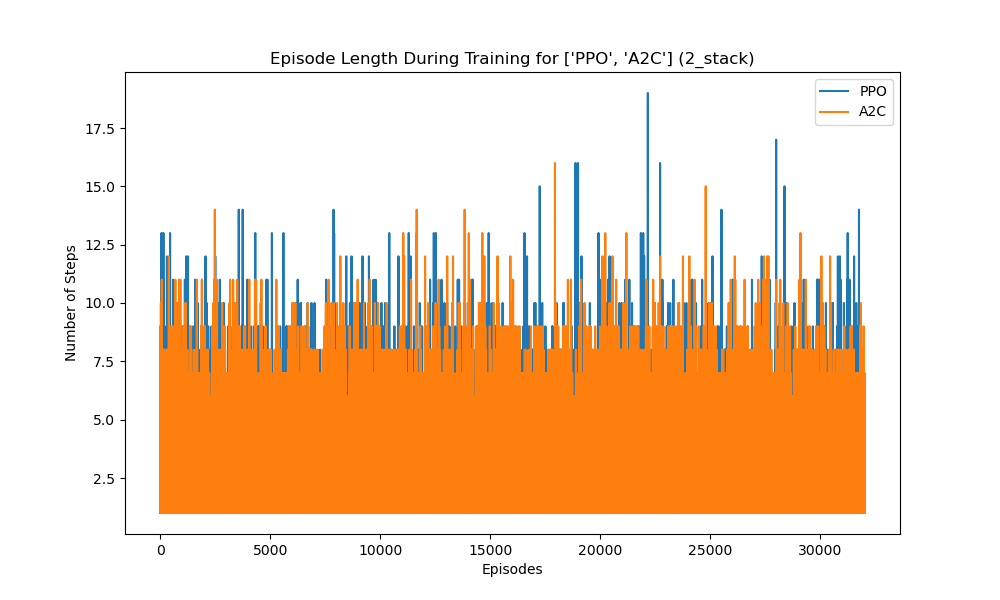 Episode Length During Training for ['PPO', 'A2C'] (2_stack)
PPO
A2C
Number of Steps
17.5
15.0
12.5
10.0
7.5
5.0
2.5
0
5000
10000
15000
20000
25000
30000
Episodes